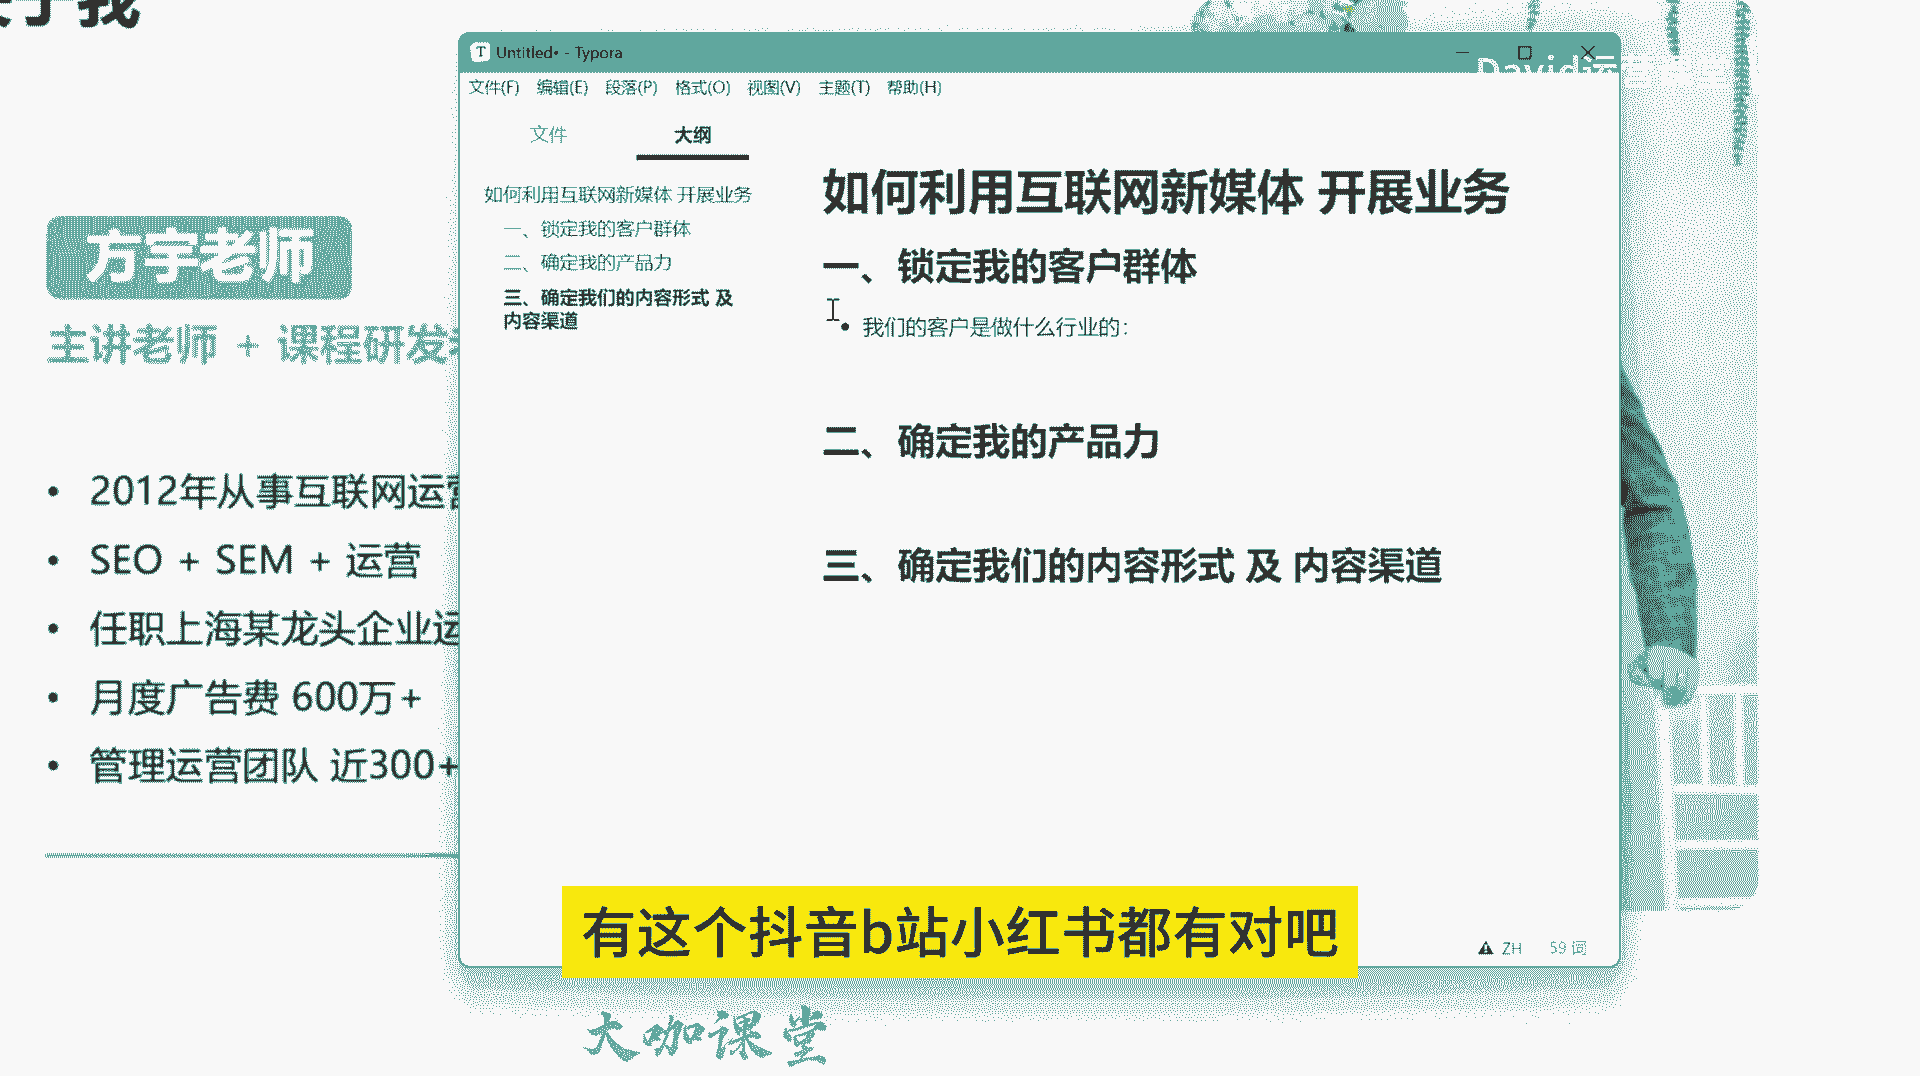 我
Untitled• - Typora
文件(F) 编辑(E) 段落(P) 格式(O) 视图(V) 主题(T) 帮助(H)
文件 大纲
如何利用互联网新媒体 开展业务
一、锁定我的客户群体
二、确定我的产品力
三、确定我们的内容形式 及
内容渠道
如何利用互联网新媒体 开展业务
一、锁定我的客户群体
• 我们的客户是做什么行业的：
二、确定我的产品力
三、确定我们的内容形式 及 内容渠道
ZH 59 词
方宇老师
主讲老师 + 课程研发
• 2012年从事互联网运营
• SEO + SEM + 运营
• 任职上海某龙头企业运
• 月度广告费 600万+
• 管理运营团队 近300+
David运
有这个抖音b站小红书都有对吧
大咖课堂